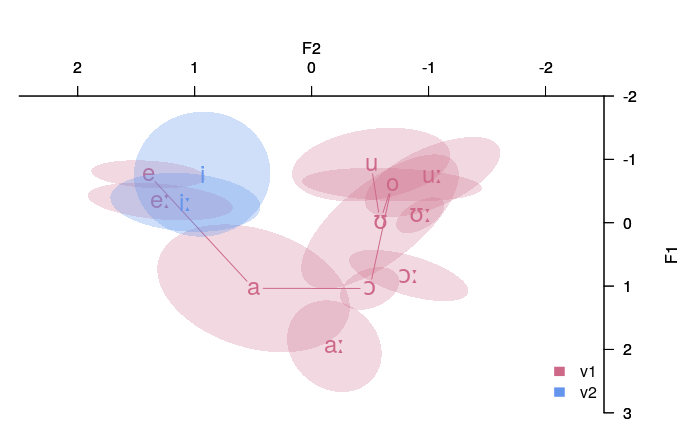 F2
2 1 0 -1 -2
-2
-1
0
1
2
3
F1
e i u o uː
eː iː ʊ ʊː
a ɔ ɔː
aː
v1
v2